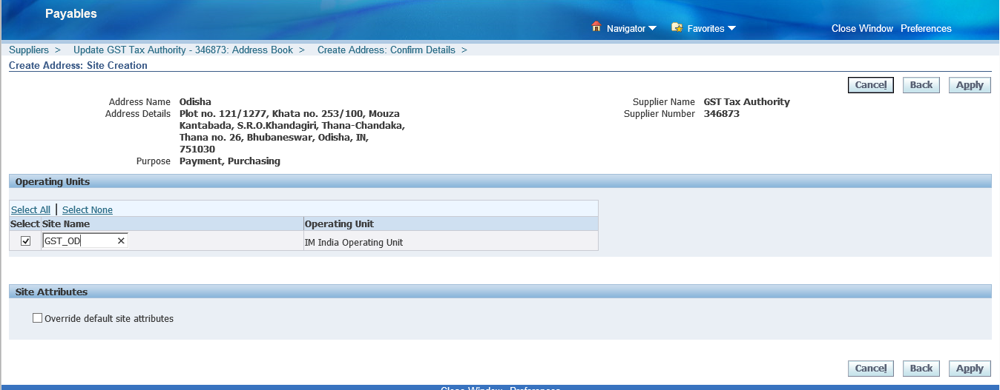 Payables
Navigator Favorites Close Window Preferences
Suppliers > Update GST Tax Authority - 346873: Address Book > Create Address: Confirm Details >
Create Address: Site Creation
Cancel Back Apply
Address Name Odisha
Address Details Plot no. 121/1277, Khata no. 253/100, Mouza
Kantabada, S.R.O.Khandagiri, Thana-Chandaka,
Thana no. 26, Bhubaneswar, Odisha, IN,
751030
Purpose Payment, Purchasing
Supplier Name GST Tax Authority
Supplier Number 346873
Operating Units
Select All | Select None
Select Site Name Operating Unit
GST_OD IM India Operating Unit
Site Attributes
Override default site attributes
Cancel Back Apply
Close Window Preferences